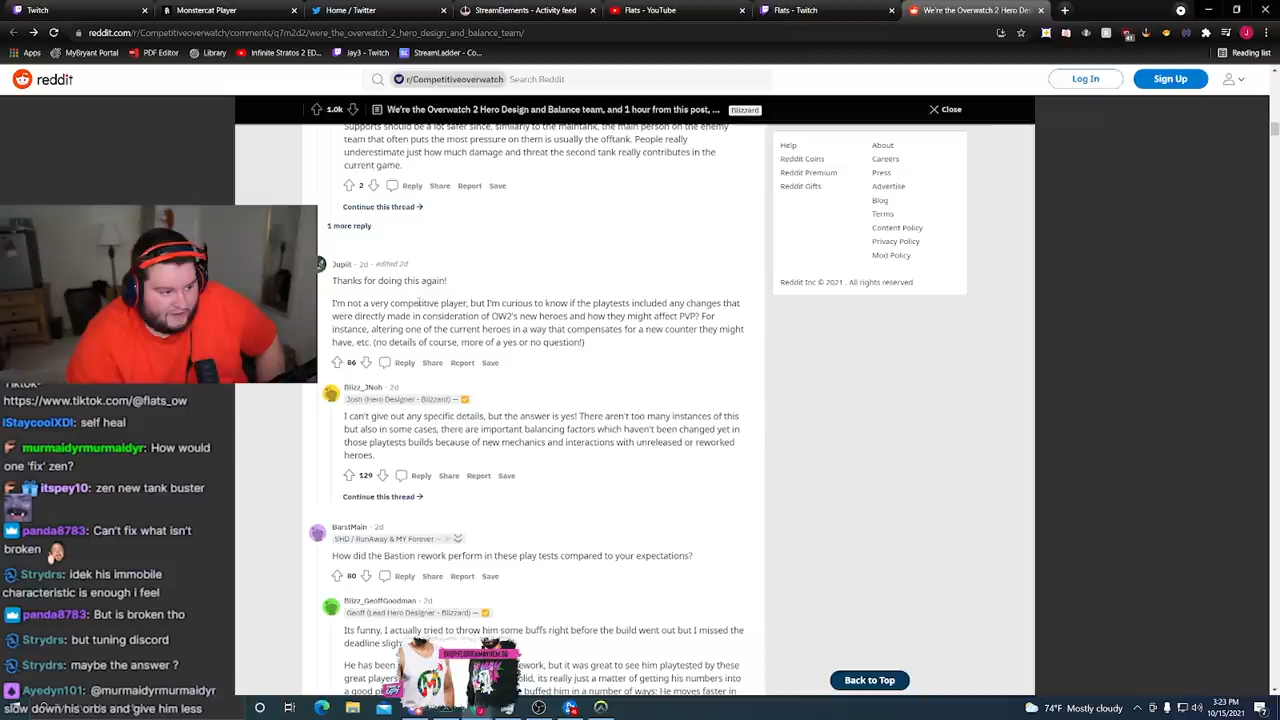 Twitch
Monstercat Player
Stream Feed
1 YouTube
Flats - Twitch
We're the Overwatch 2 Hero Des
reddit.com/r/Competitiveoverwatch/comments/q7m2d2/were_the_overwatch_2_hero_design_and_balance_team/
Apps
MyBryant Portal
PDF Editor
Library
Infinite Stratos 2 ED...
Jay3 - Twitch
StreamLadder - Co...
Reading list
reddit
r/Competitiveoverwatch
Search Reddit
Log In
Sign Up
1.0k
We're the Overwatch 2 Hero Design and Balance team, and 1 hour from this post, ...
Blizzard
Close
Supports should be a lot safer since, similarly to the maintank, the main person on the enemy
team that often puts the most pressure on them is usually the offtank. People really
underestimate just how much damage and threat the second tank really contributes in the
current game.
2 Reply Share Report Save
Continue this thread →
1 more reply
Jupiit · 2d · edited 2d
Thanks for doing this again!
I'm not a very competitive player, but I'm curious to know if the playtests included any changes that
were directly made in consideration of OW2's new heroes and how they might affect PVP? For
instance, altering one of the current heroes in a way that compensates for a new counter they might
have, etc. (no details of course, more of a yes or no question!)
86 Reply Share Report Save
Blizz_JNoh · 2d
Josh (Hero Designer - Blizzard) —
I can't give out any specific details, but the answer is yes! There aren't too many instances of this
but also in some cases, there are important balancing factors which haven't been changed yet in
those playtests builds because of new mechanics and interactions with unreleased or reworked
heroes.
129 Reply Share Report Save
Continue this thread →
BarstMain · 2d
SHD / RunAway & MY Forever —
How did the Bastion rework perform in these play tests compared to your expectations?
80 Reply Share Report Save
Blizz_GeoffGoodman · 2d
Geoff (Lead Hero Designer - Blizzard) —
Its funny, I actually tried to throw him some buffs right before the build went out but I missed the
deadline
He has been
work, but it was great to see him playtested by these
great players
its really just a matter of getting his numbers into
a good
buffed him in a number of ways: He moves faster in
Help
Reddit Coins
Reddit Premium
Reddit Gifts
About
Careers
Press
Advertise
Blog
Terms
Content Policy
Privacy Policy
Mod Policy
Reddit Inc © 2021 . All rights reserved
Back to Top
https://www.tiktok.com/@flats_ow
self heal
murmaidyrmurmaidyr: How would
one 'fix' zen?
zen new tank buster
panda8783: Can't fix what isn't
broken
Strydrs: i wish his immobile
characteristic is enough i feel
panda8783: discord is broken tho
Strydrs: but turns discord
Strydrs: maybe the answer ?
@murmaidyrmurmaidyr
Down his orbs and give him less
74°F Mostly cloudy
3:23 PM
10/15/2021